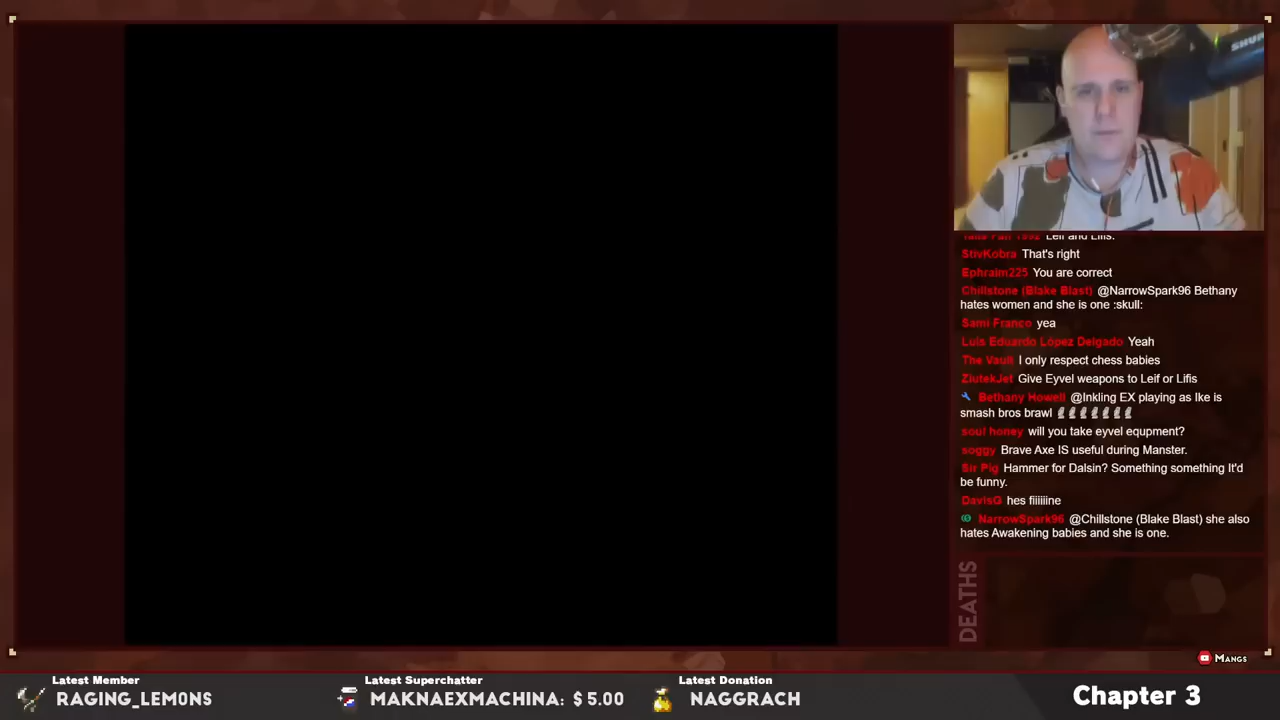 SHURE
Leif and Lifis.
StivKobra That's right
Ephraim225 You are correct
Chillstone (Blake Blast) @NarrowSpark96 Bethany
hates women and she is one :skull:
Sami Franco yea
Luis Eduardo López Delgado Yeah
The Vault I only respect chess babies
ZlutekJet Give Eyvel weapons to Leif or Lifis
Bethany Howell @Inkling EX playing as Ike is
smash bros brawl
soul honey will you take eyvel equpment?
soggy Brave Axe IS useful during Manster.
Sir Pig Hammer for Dalsin? Something something It'd
be funny.
DavisG hes fiiiiiine
NarrowSpark96 @Chillstone (Blake Blast) she also
hates Awakening babies and she is one.
DEATHS
MANGS
Latest Member
RAGING_LEM0NS
Latest Superchatter
MAKNAEXMACHINA: $ 5.00
Latest Donation
NAGGRACH
Chapter 3